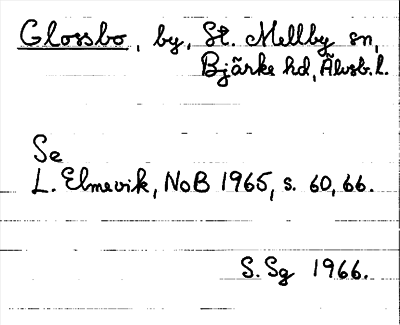 Glossbo, by, St. Mellby sn,
Bjärke hd, Älvsb. l.
Se
L. Elmevik, NoB 1965, s. 60, 66.
S. Sg 1966.